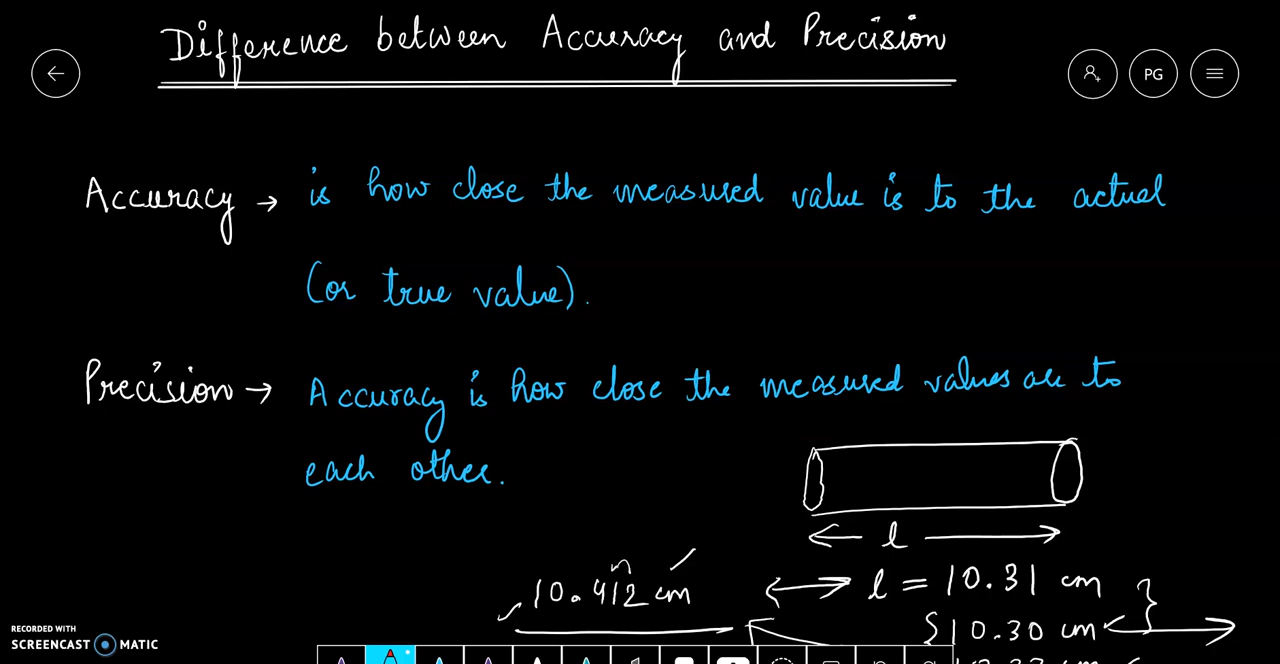 Difference between Accuracy and Precision
PG
Accuracy → is how close the measured value is to the actual
(or true value).
Precision → Accuracy is how close the measured values are to
each other.
l
10.412 cm
l = 10.31 cm
10.30 cm
RECORDED WITH
SCREENCAST MATIC